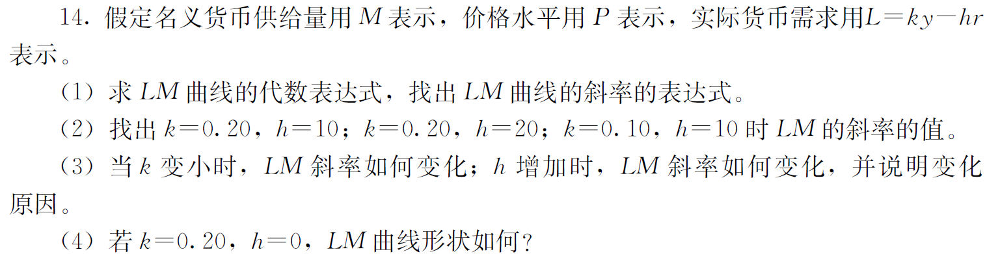 14. 假定名义货币供给量用 M 表示，价格水平用 P 表示，实际货币需求用L=ky-hr
表示。
（1）求 LM 曲线的代数表达式，找出 LM 曲线的斜率的表达式。
（2）找出 k=0.20，h=10；k=0.20，h=20；k=0.10，h=10 时 LM 的斜率的值。
（3）当 k 变小时，LM 斜率如何变化；h 增加时，LM 斜率如何变化，并说明变化
原因。
（4）若 k=0.20，h=0，LM 曲线形状如何？